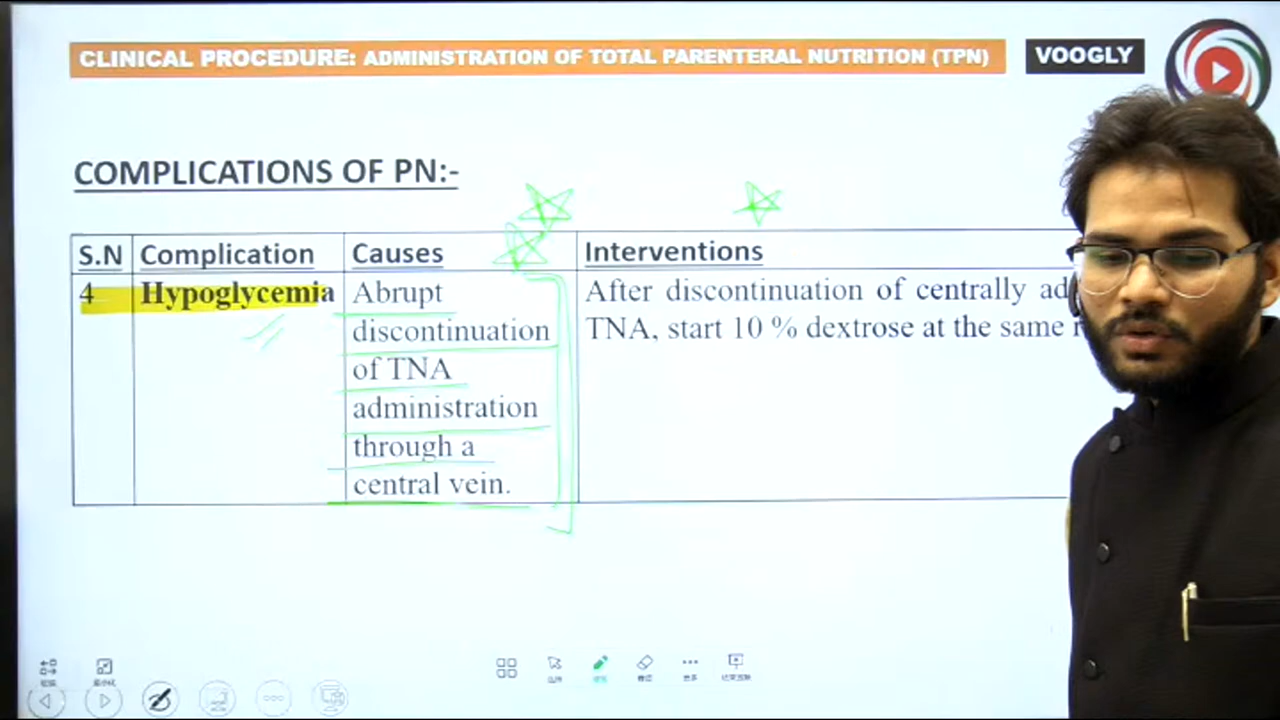 CLINICAL PROCEDURE: ADMINISTRATION OF TOTAL PARENTERAL NUTRITION (TPN)
VOOGLY
COMPLICATIONS OF PN:-
S.N Complication Causes Interventions
4 Hypoglycemia Abrupt
discontinuation
of TNA
administration
through a
central vein.
After discontinuation of centrally
TNA, start 10 % dextrose at the same